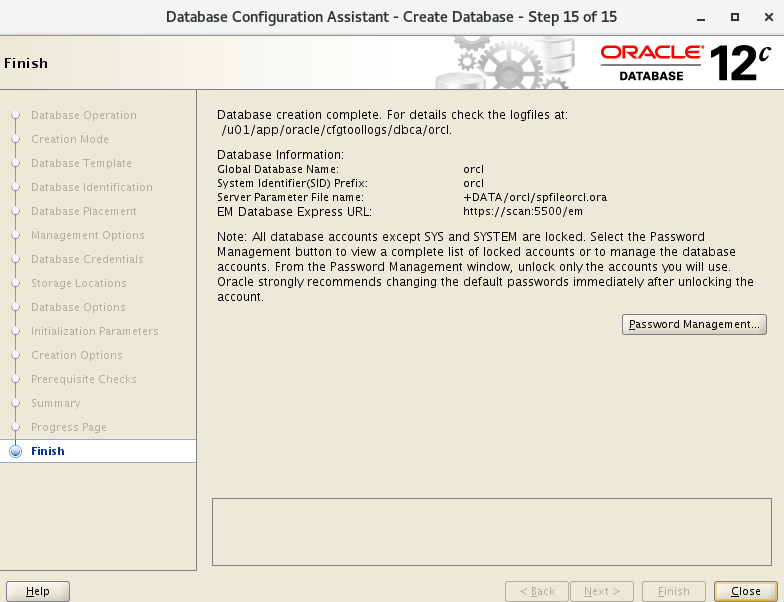 Database Configuration Assistant - Create Database - Step 15 of 15
Finish
ORACLE
DATABASE
12c
Database Operation
Creation Mode
Database Template
Database Identification
Database Placement
Management Options
Database Credentials
Storage Locations
Database Options
Initialization Parameters
Creation Options
Prerequisite Checks
Summary
Progress Page
Finish
Database creation complete. For details check the logfiles at:
/u01/app/oracle/cfgtoollogs/dbca/orcl.
Database Information:
Global Database Name: orcl
System Identifier(SID) Prefix: orcl
Server Parameter File name: +DATA/orcl/spfileorcl.ora
EM Database Express URL: https://scan:5500/em
Note: All database accounts except SYS and SYSTEM are locked. Select the Password
Management button to view a complete list of locked accounts or to manage the database
accounts. From the Password Management window, unlock only the accounts you will use.
Oracle strongly recommends changing the default passwords immediately after unlocking the
account.
Password Management...
Help
< Back
Next >
Finish
Close